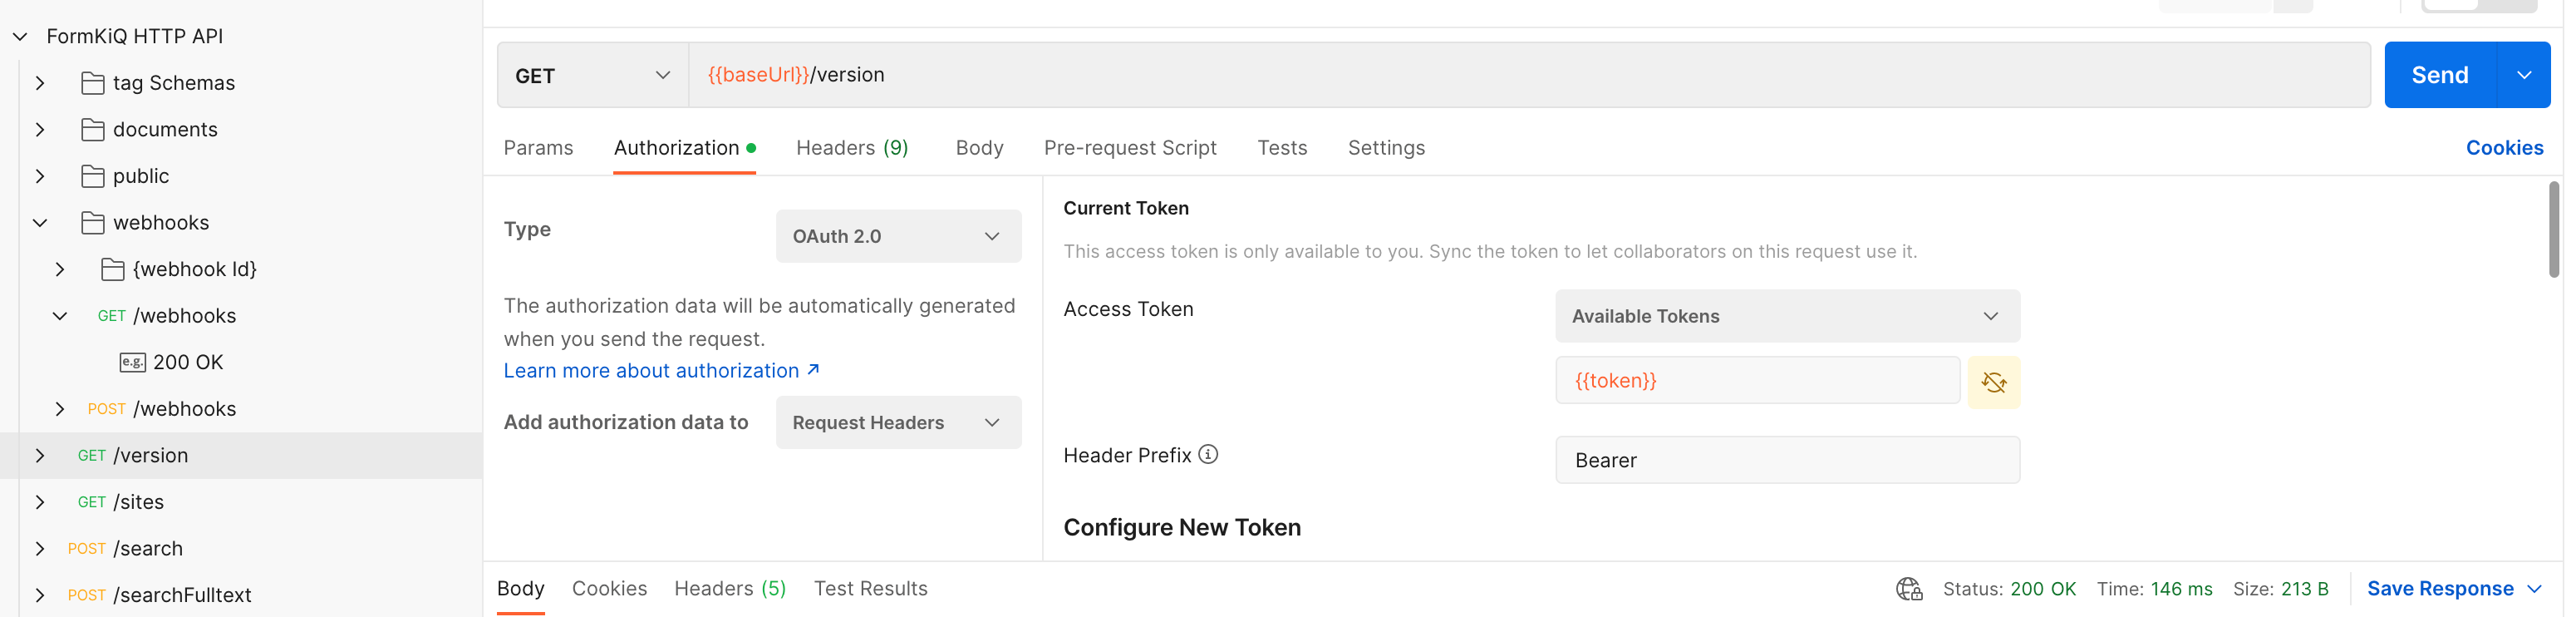 FormKiQ HTTP API
tag Schemas
documents
public
webhooks
{webhook Id}
GET /webhooks
e.g. 200 OK
POST /webhooks
GET /version
GET /sites
POST /search
POST /searchFulltext
GET {{baseUrl}}/version Send
Params Authorization Headers (9) Body Pre-request Script Tests Settings Cookies
Type OAuth 2.0
The authorization data will be automatically generated
when you send the request.
Learn more about authorization ↗
Add authorization data to Request Headers
Current Token
This access token is only available to you. Sync the token to let collaborators on this request use it.
Access Token Available Tokens
{{token}}
Header Prefix Bearer
Configure New Token
Body Cookies Headers (5) Test Results Status: 200 OK Time: 146 ms Size: 213 B Save Response